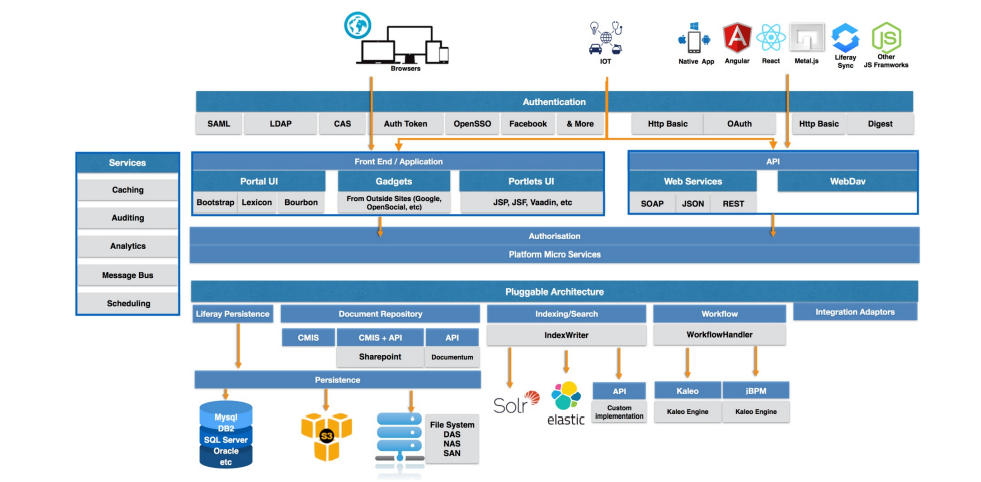 Browsers
IOT
Native App
Angular
React
Metal.js
Liferay
Sync
Other
JS Framworks
Authentication
SAML
LDAP
CAS
Auth Token
OpenSSO
Facebook
& More
Http Basic
OAuth
Http Basic
Digest
Services
Caching
Auditing
Analytics
Message Bus
Scheduling
Front End / Application
Portal UI
Gadgets
Portlets UI
Bootstrap
Lexicon
Bourbon
From Outside Sites (Google,
OpenSocial, etc)
JSP, JSF, Vaadin, etc
API
Web Services
WebDav
SOAP
JSON
REST
Authorisation
Platform Micro Services
Pluggable Architecture
Liferay Persistence
Document Repository
Indexing/Search
Workflow
Integration Adaptors
CMIS
CMIS + API
API
Sharepoint
Documentum
IndexWriter
WorkflowHandler
Persistence
Mysql
DB2
SQL Server
Oracle
etc
S3
File System
DAS
NAS
SAN
Solr
elastic
API
Custom
implementation
Kaleo
Kaleo Engine
jBPM
Kaleo Engine
JS